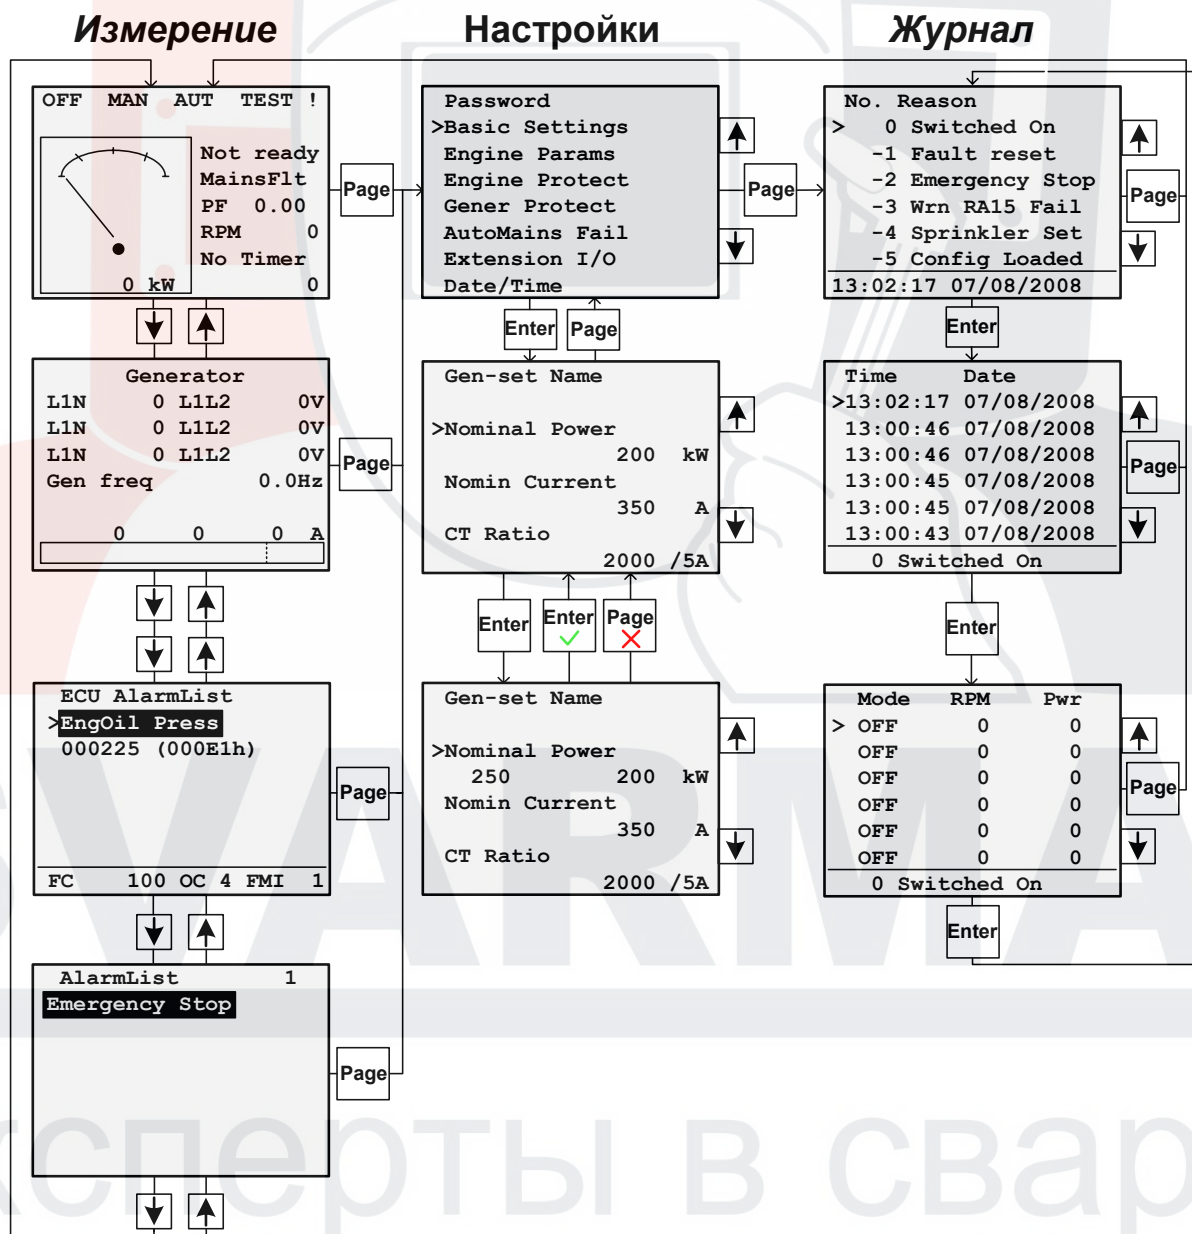 Измерение
OFF MAN AUT TEST !
Not ready
MainsFlt
PF 0.00
RPM 0
No Timer
0 kW 0
Page
Generator
L1N 0 L1L2 0V
L1N 0 L1L2 0V
L1N 0 L1L2 0V
Gen freq 0.0Hz
0 0 0 A
Page
ECU AlarmList
>EngOil Press
000225 (000E1h)
FC 100 OC 4 FMI 1
Page
AlarmList 1
Emergency Stop
Page
Настройки
Password
>Basic Settings
Engine Params
Engine Protect
Gener Protect
AutoMains Fail
Extension I/O
Date/Time
Page
Enter Page
Gen-set Name
>Nominal Power
200 kW
Nomin Current
350 A
CT Ratio
2000 /5A
Enter Enter Page
Gen-set Name
>Nominal Power
250 200 kW
Nomin Current
350 A
CT Ratio
2000 /5A
Журнал
No. Reason
> 0 Switched On
-1 Fault reset
-2 Emergency Stop
-3 Wrn RA15 Fail
-4 Sprinkler Set
-5 Config Loaded
13:02:17 07/08/2008
Page
Enter
Time Date
>13:02:17 07/08/2008
13:00:46 07/08/2008
13:00:46 07/08/2008
13:00:45 07/08/2008
13:00:45 07/08/2008
13:00:43 07/08/2008
0 Switched On
Page
Enter
Mode RPM Pwr
> OFF 0 0
OFF 0 0
OFF 0 0
OFF 0 0
OFF 0 0
OFF 0 0
0 Switched On
Page
Enter
SVARMA
ксперты в свар